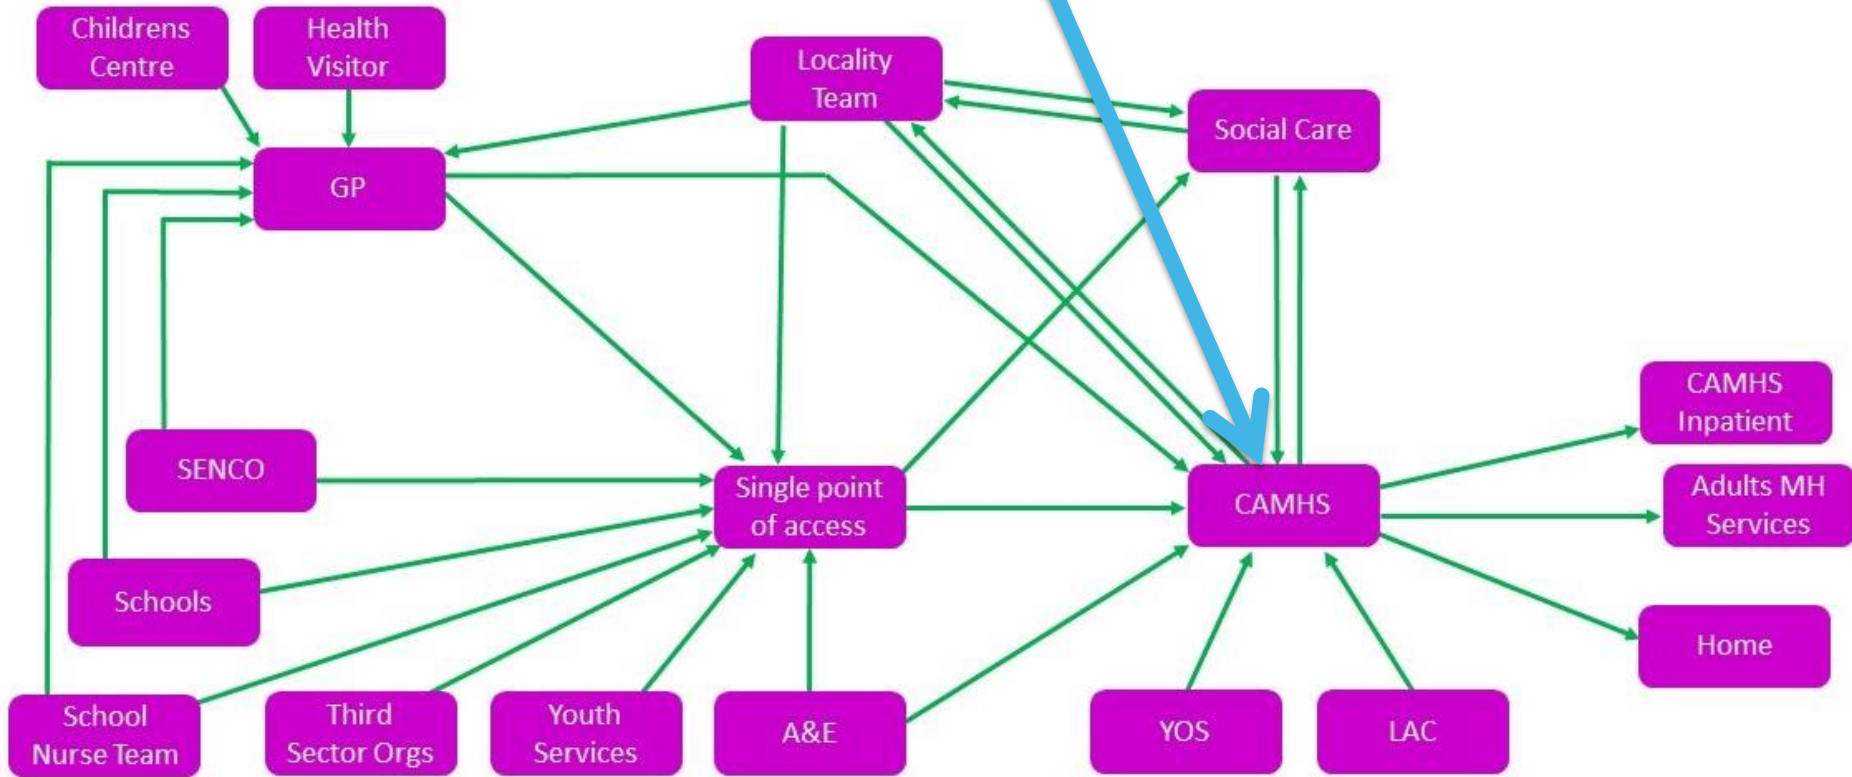 Childrens
Centre
Health
Visitor
Locality
Team
Social Care
GP
CAMHS
Inpatient
SENCO
Single point
of access
CAMHS
Adults MH
Services
Schools
Home
School
Nurse Team
Third
Sector Orgs
Youth
Services
A&E
YOS
LAC